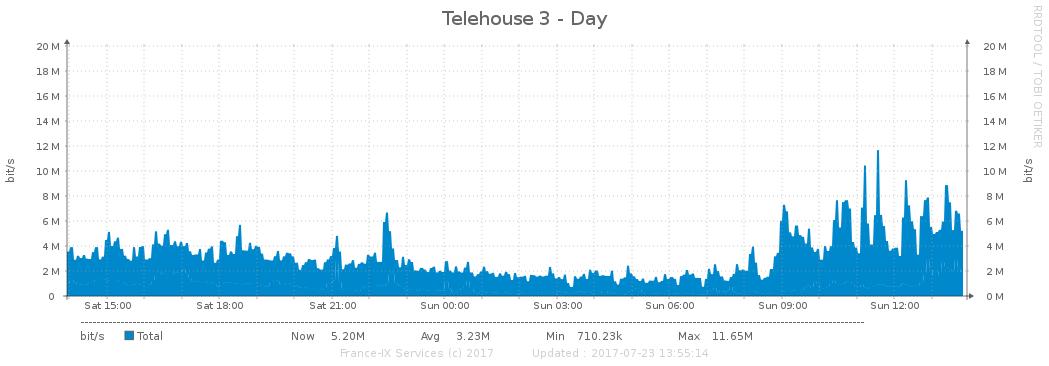 Telehouse 3 - Day
RRDTOOL / TOBI OETIKER
bit/s
bit/s
20 M 20 M
18 M 18 M
16 M 16 M
14 M 14 M
12 M 12 M
10 M 10 M
8 M 8 M
6 M 6 M
4 M 4 M
2 M 2 M
0 0 M
Sat 15:00 Sat 18:00 Sat 21:00 Sun 00:00 Sun 03:00 Sun 06:00 Sun 09:00 Sun 12:00
bit/s Total Now 5.20M Avg 3.23M Min 710.23k Max 11.65M
France-IX Services (c) 2017 Updated : 2017-07-23 13:55:14